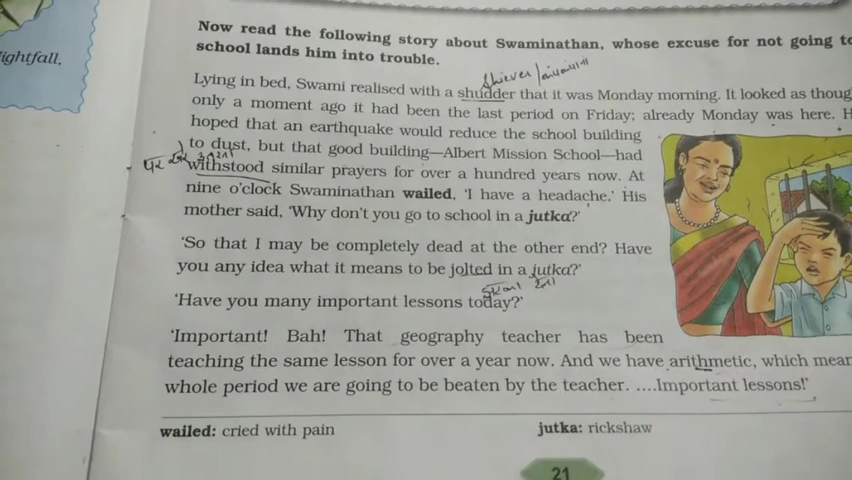 ightfall,
Now read the following story about Swaminathan, whose excuse for not going to
school lands him into trouble.
Shiever
Lying in bed, Swami realised with a shudder that it was Monday morning. It looked as thoug
only a moment ago it had been the last period on Friday; already Monday was here. H
hoped that an earthquake would reduce the school building
to dust, but that good building—Albert Mission School—had
withstood similar prayers for over a hundred years now. At
nine o'clock Swaminathan wailed, 'I have a headache.' His
mother said, 'Why don't you go to school in a jutka?'
'So that I may be completely dead at the other end? Have
you any idea what it means to be jolted in a jutka?'
'Have you many important lessons today?'
'Important! Bah! That geography teacher has been
teaching the same lesson for over a year now. And we have arithmetic, which mean
whole period we are going to be beaten by the teacher. ....Important lessons!'
wailed: cried with pain
jutka: rickshaw
21